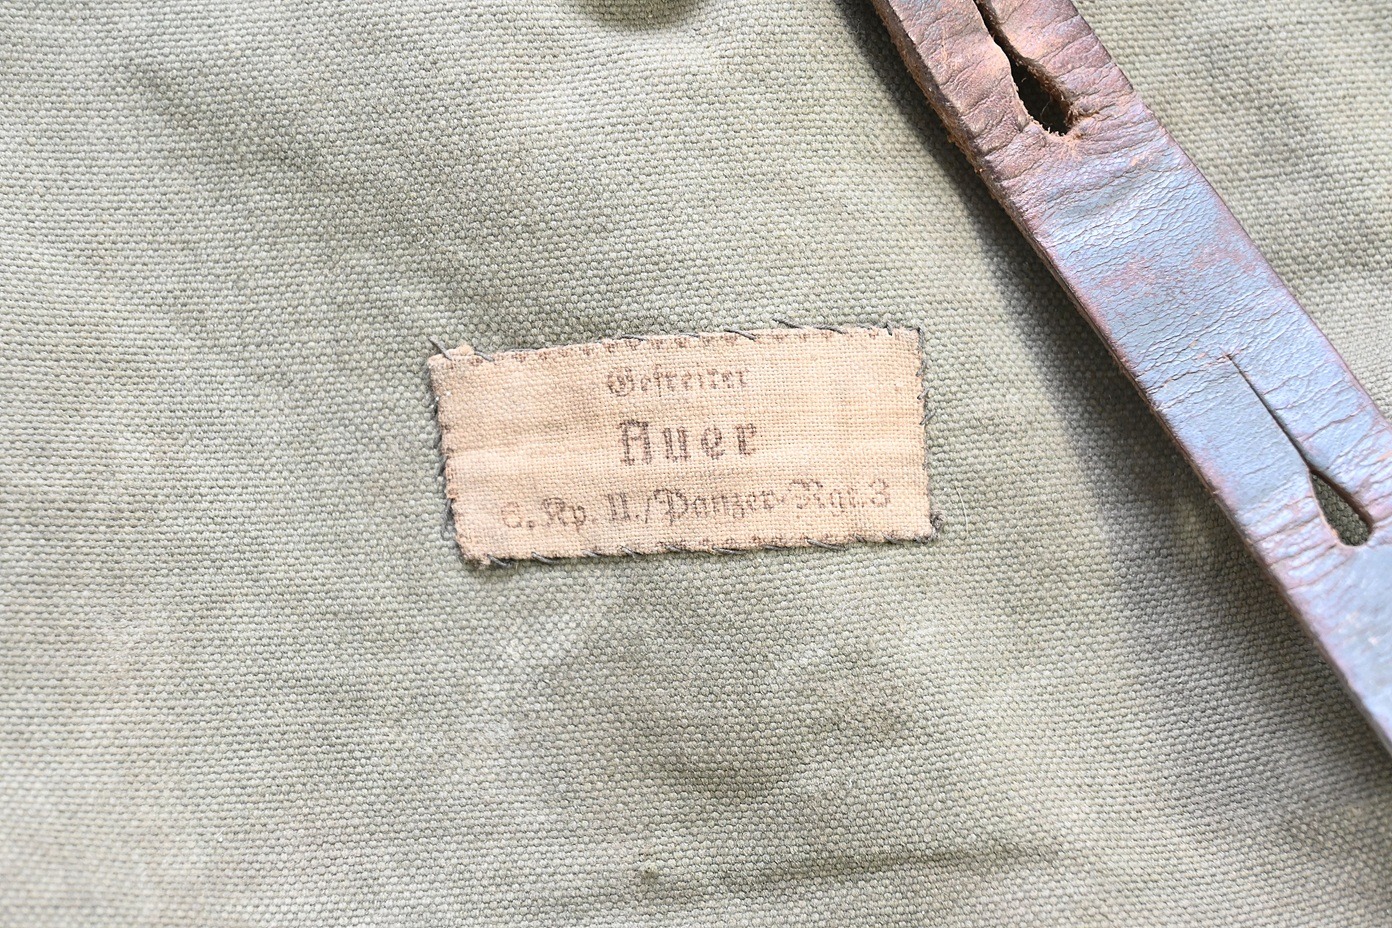 Gefreiter
Auer
6. Kp. II./Panzer-Rgt. 3